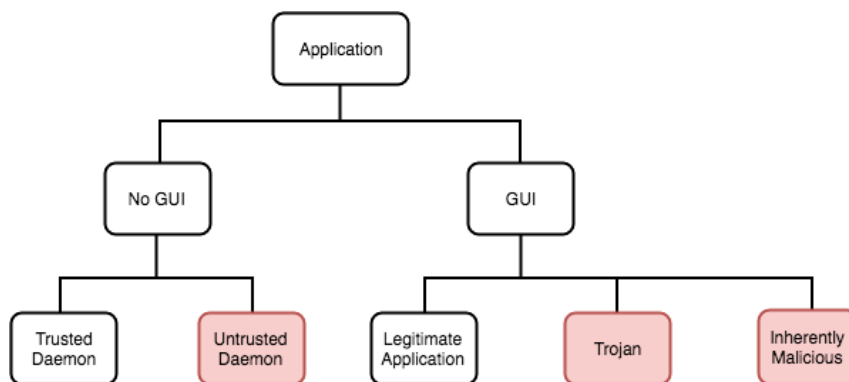 Application
No GUI
GUI
Trusted
Daemon
Untrusted
Daemon
Legitimate
Application
Trojan
Inherently
Malicious